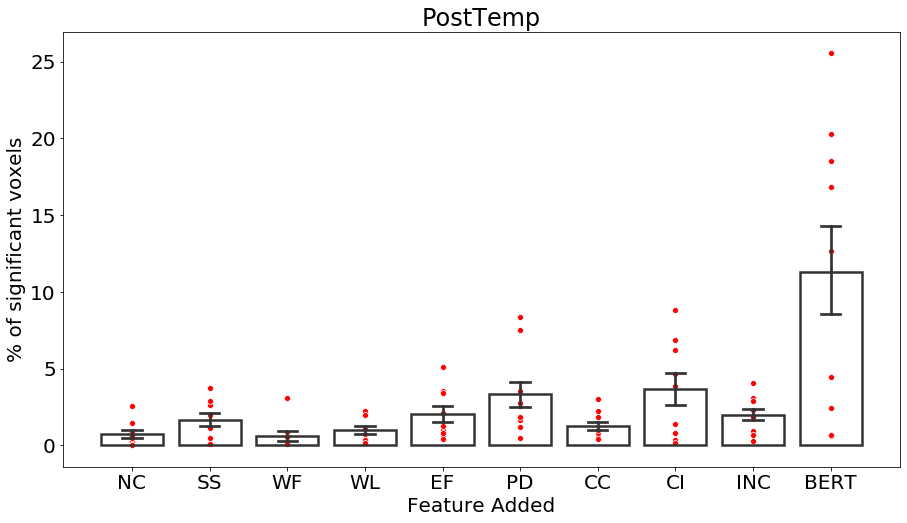 PostTemp
% of significant voxels
25
20
15
10
5
0
NC SS WF WL EF PD CC CI INC BERT
Feature Added